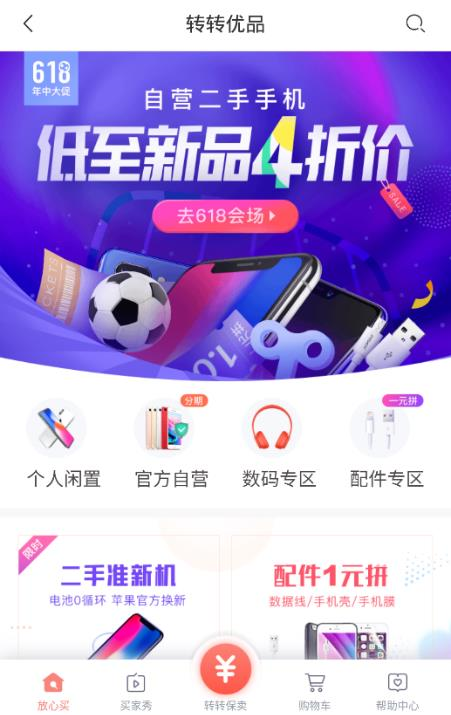 转转优品
618
年中大促
自营二手手机
低至新品4折价
去618会场
SALE
TICKETS
分期
一元拼
个人闲置 官方自营 数码专区 配件专区
限时
二手准新机 配件1元拼
电池0循环 苹果官方换新 数据线/手机壳/手机膜
¥
放心买 买家秀 转转保卖 购物车 帮助中心